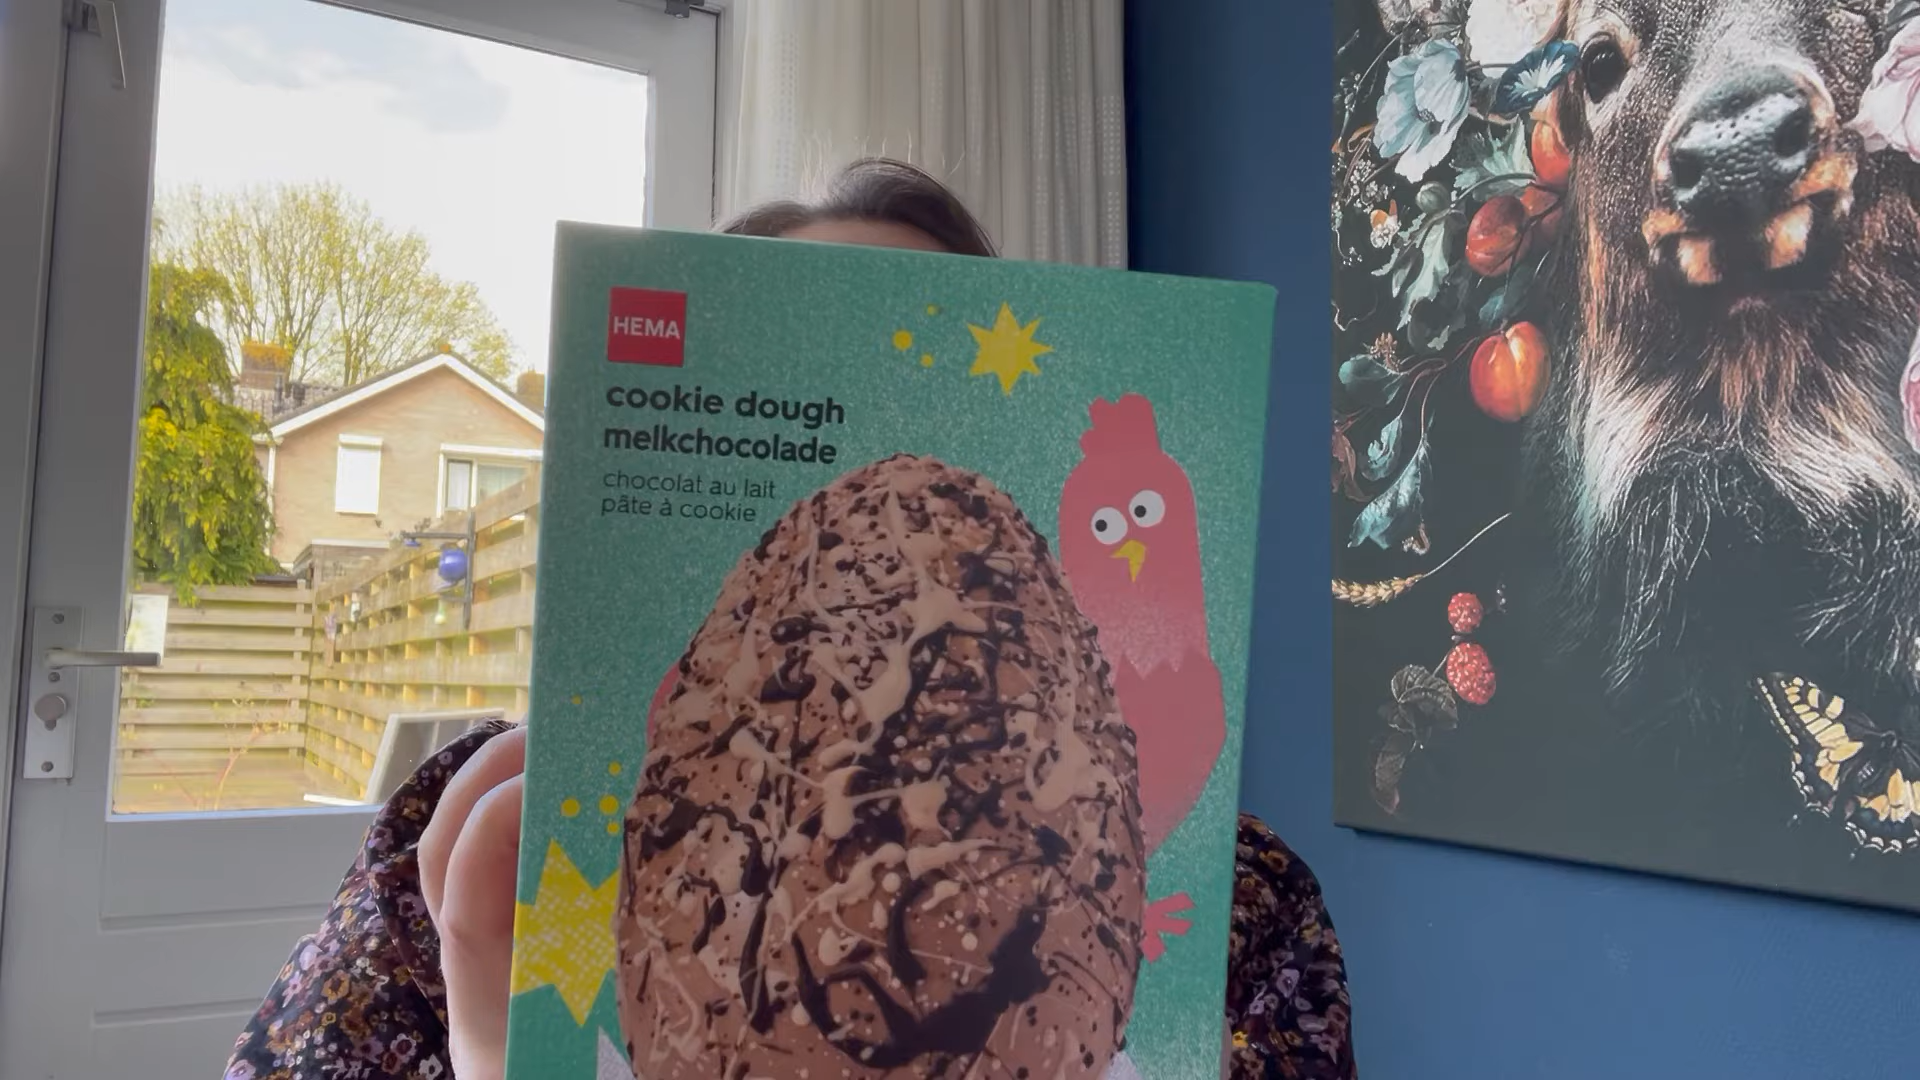 HEMA
cookie dough
melkchocolade
chocolat au lait
pâte à cookie